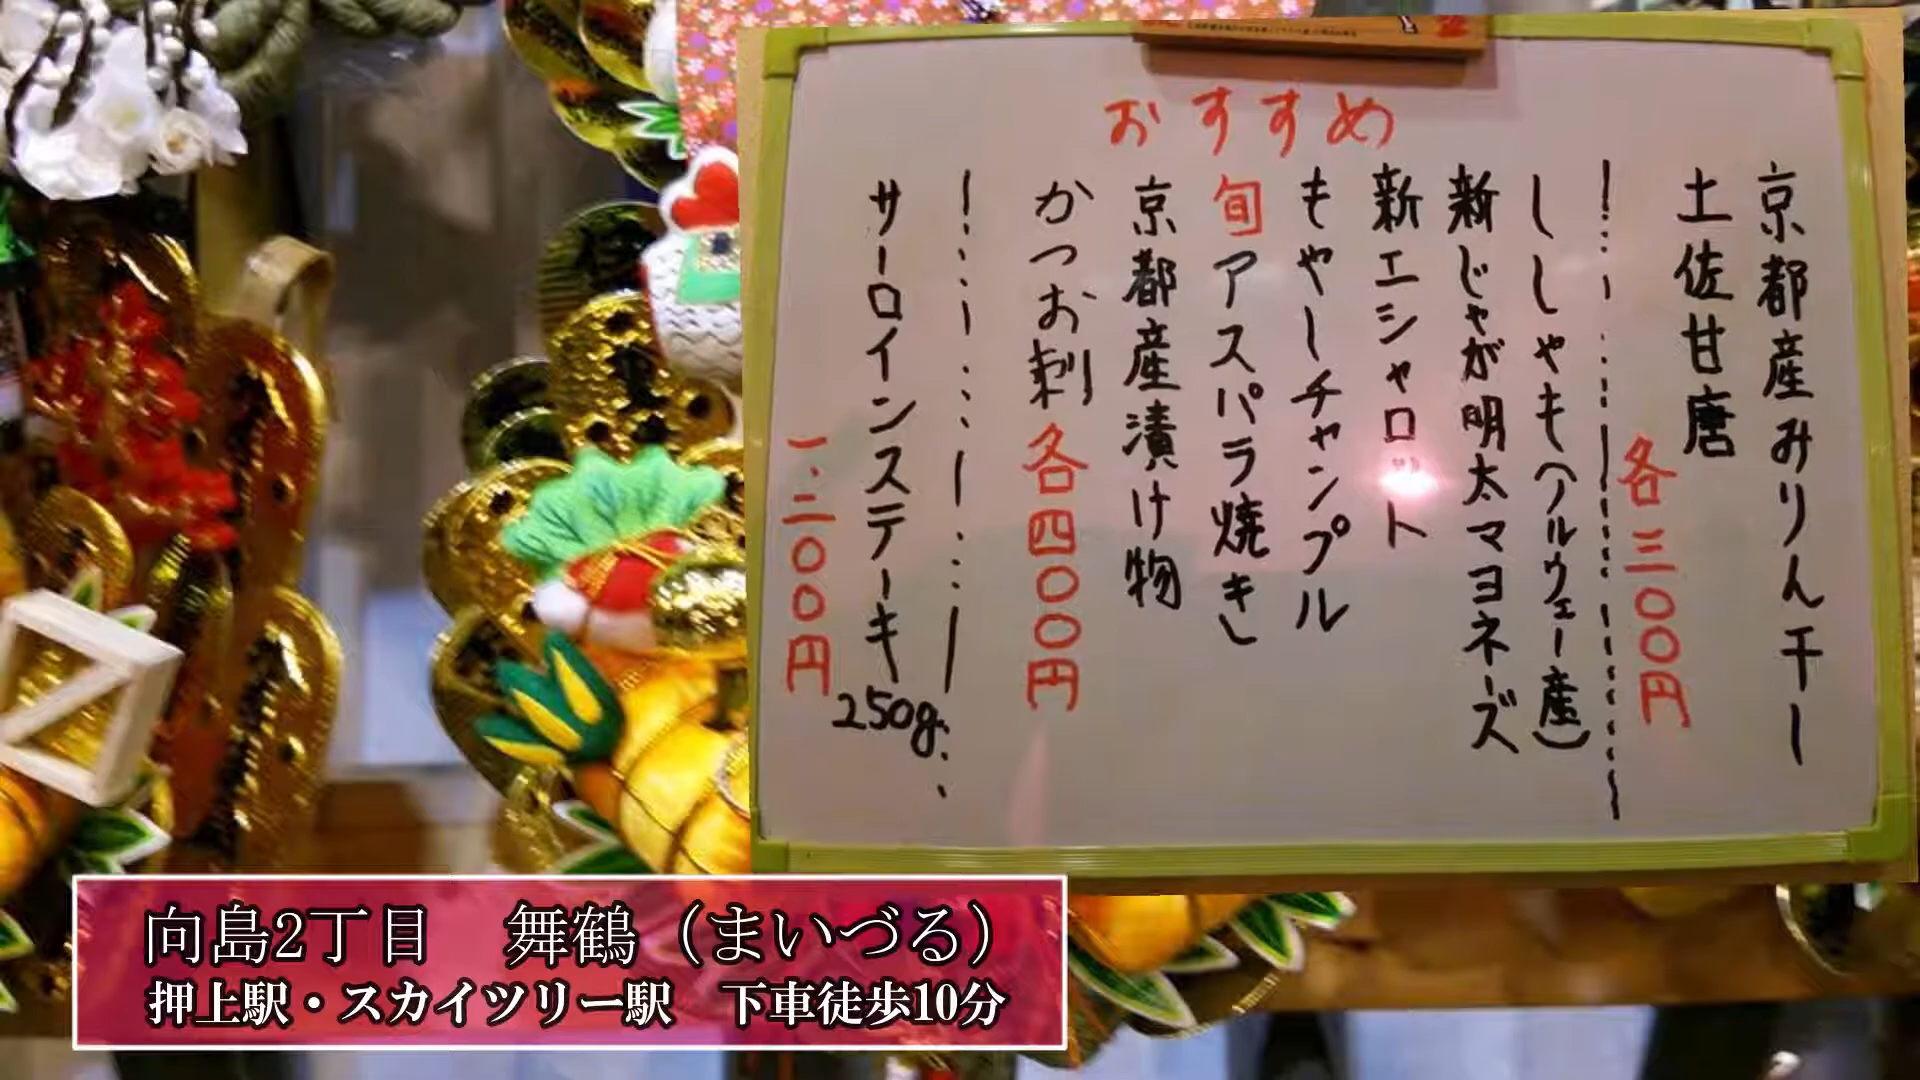 おすすめ
京都産みりん干し
土佐甘唐
各三〇〇円
ししゃも(ノルウェー産)
新じゃが明太マヨネーズ
新エシャロット
もやしチャンプル
旬アスパラ焼き
京都産漬け物
かつお刺
各四〇〇円
サーロインステーキ
250g
一.二〇〇円
向島2丁目　舞鶴（まいづる）
押上駅・スカイツリー駅　下車徒歩10分